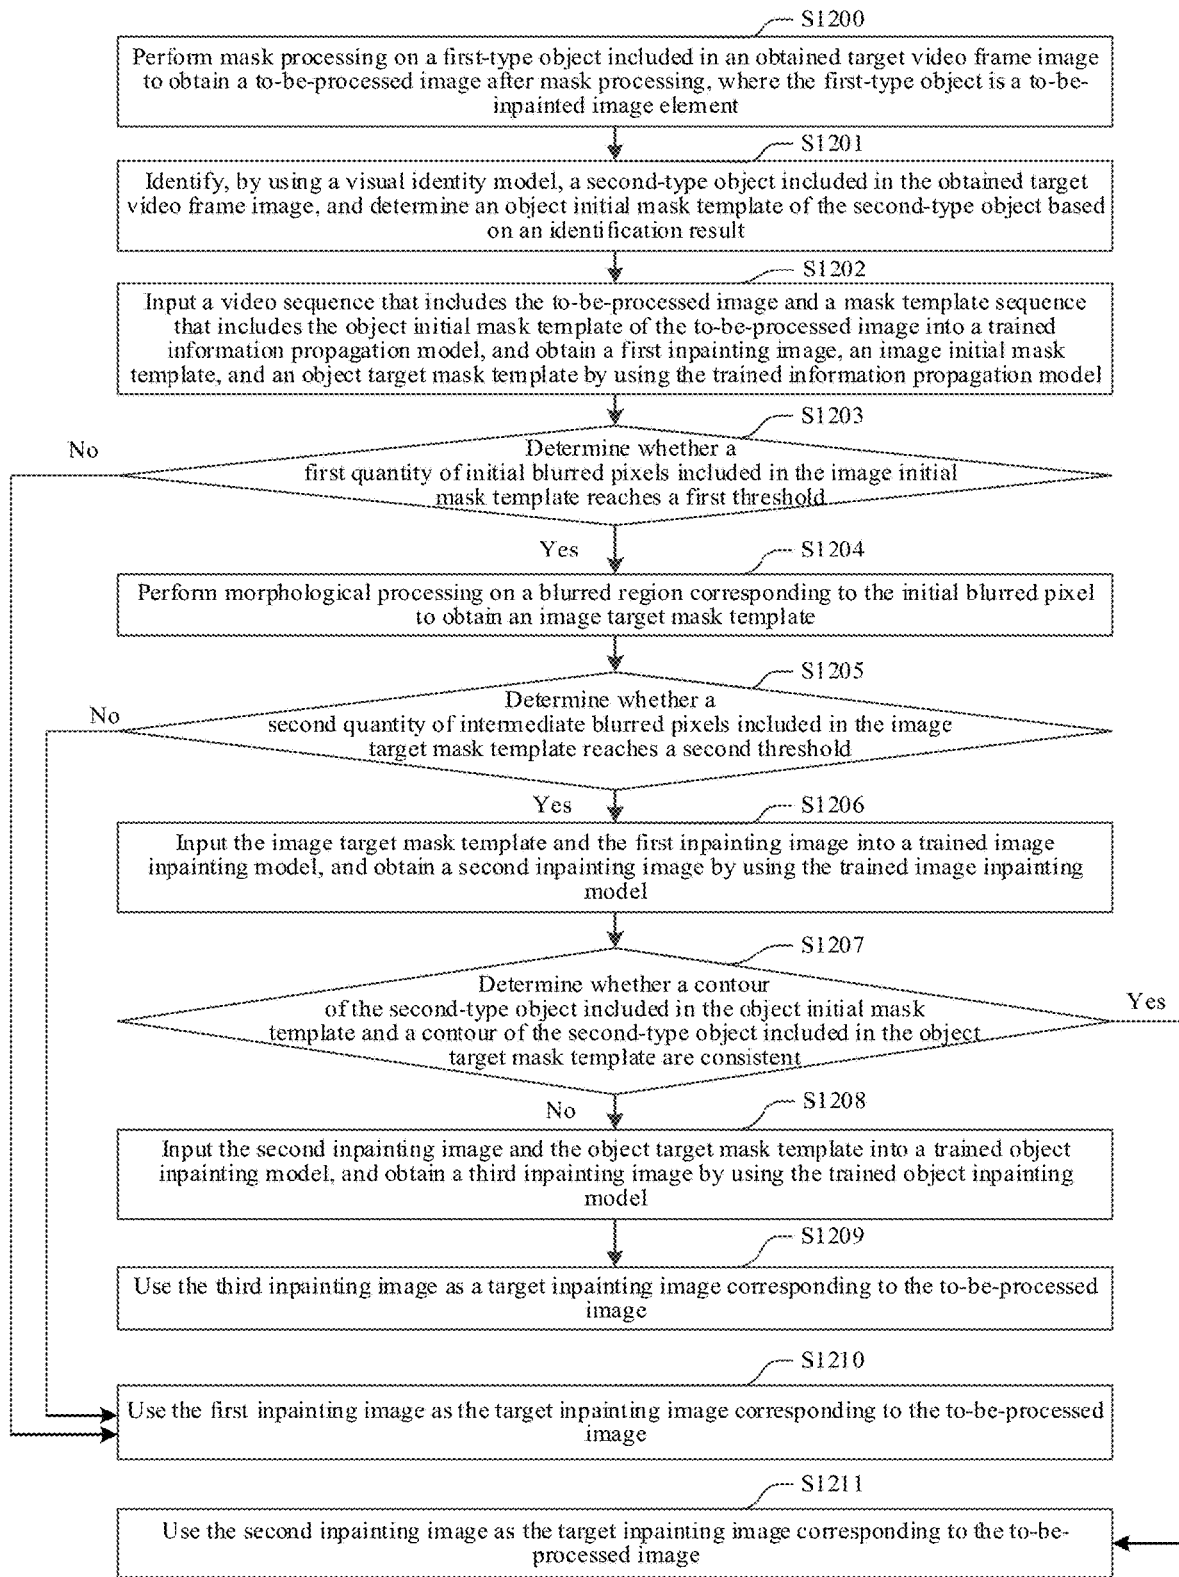 S1200
Perform mask processing on a first-type object included in an obtained target video frame image
to obtain a to-be-processed image after mask processing, where the first-type object is a to-be-
inpainted image element
S1201
Identify, by using a visual identity model, a second-type object included in the obtained target
video frame image, and determine an object initial mask template of the second-type object based
on an identification result
S1202
Input a video sequence that includes the to-be-processed image and a mask template sequence
that includes the object initial mask template of the to-be-processed image into a trained
information propagation model, and obtain a first inpainting image, an image initial mask
template, and an object target mask template by using the trained information propagation model
S1203
No
Determine whether a
first quantity of initial blurred pixels included in the image initial
mask template reaches a first threshold
Yes
S1204
Perform morphological processing on a blurred region corresponding to the initial blurred pixel
to obtain an image target mask template
S1205
No
Determine whether a
second quantity of intermediate blurred pixels included in the image
target mask template reaches a second threshold
Yes
S1206
Input the image target mask template and the first inpainting image into a trained image
inpainting model, and obtain a second inpainting image by using the trained image inpainting
model
S1207
Determine whether a contour
of the second-type object included in the object initial mask
template and a contour of the second-type object included in the object
target mask template are consistent
Yes
No
S1208
Input the second inpainting image and the object target mask template into a trained object
inpainting model, and obtain a third inpainting image by using the trained object inpainting
model
S1209
Use the third inpainting image as a target inpainting image corresponding to the to-be-processed
image
S1210
Use the first inpainting image as the target inpainting image corresponding to the to-be-processed
image
S1211
Use the second inpainting image as the target inpainting image corresponding to the to-be-
processed image